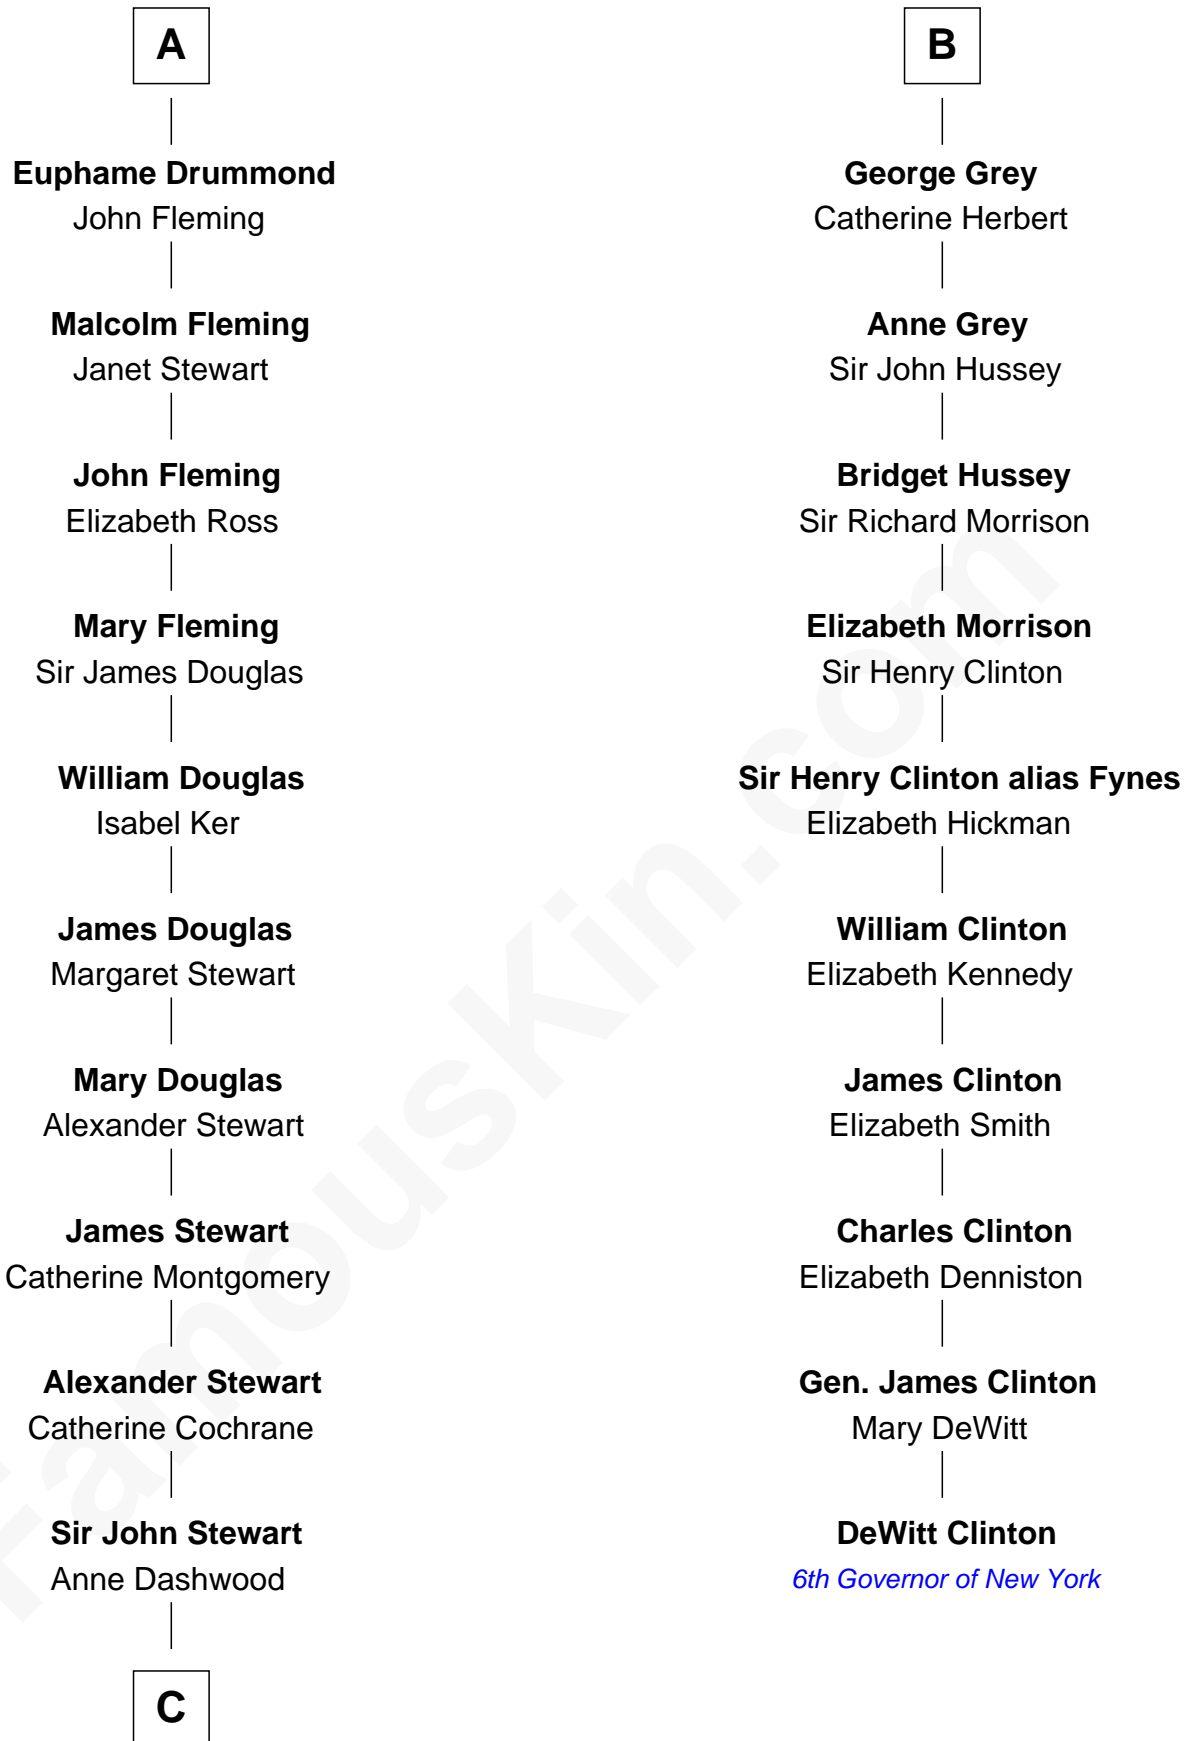 A
Euphame Drummond
John Fleming
Malcolm Fleming
Janet Stewart
John Fleming
Elizabeth Ross
Mary Fleming
Sir James Douglas
William Douglas
Isabel Ker
James Douglas
Margaret Stewart
Mary Douglas
Alexander Stewart
James Stewart
Catherine Montgomery
Alexander Stewart
Catherine Cochrane
Sir John Stewart
Anne Dashwood
C
B
George Grey
Catherine Herbert
Anne Grey
Sir John Hussey
Bridget Hussey
Sir Richard Morrison
Elizabeth Morrison
Sir Henry Clinton
Sir Henry Clinton alias Fynes
Elizabeth Hickman
William Clinton
Elizabeth Kennedy
James Clinton
Elizabeth Smith
Charles Clinton
Elizabeth Denniston
Gen. James Clinton
Mary DeWitt
DeWitt Clinton
6th Governor of New York
FamousKin.com